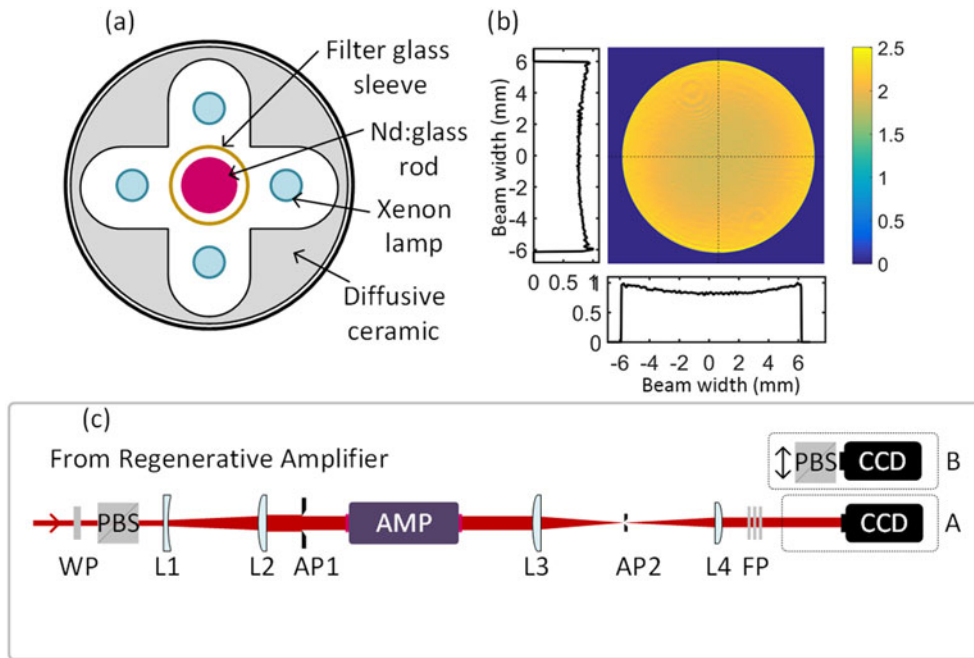 (a)
Filter glass
sleeve
Nd:glass
rod
Xenon
lamp
Diffusive
ceramic
(b)
Beam width (mm)
6
4
2
0
-2
-4
-6
0 0.5 1
2.5
2
1.5
1
0.5
0
1
0.5
0
-6 -4 -2 0 2 4 6
Beam width (mm)
(c)
From Regenerative Amplifier
PBS CCD B
PBS AMP CCD A
WP L1 L2 AP1 L3 AP2 L4 FP